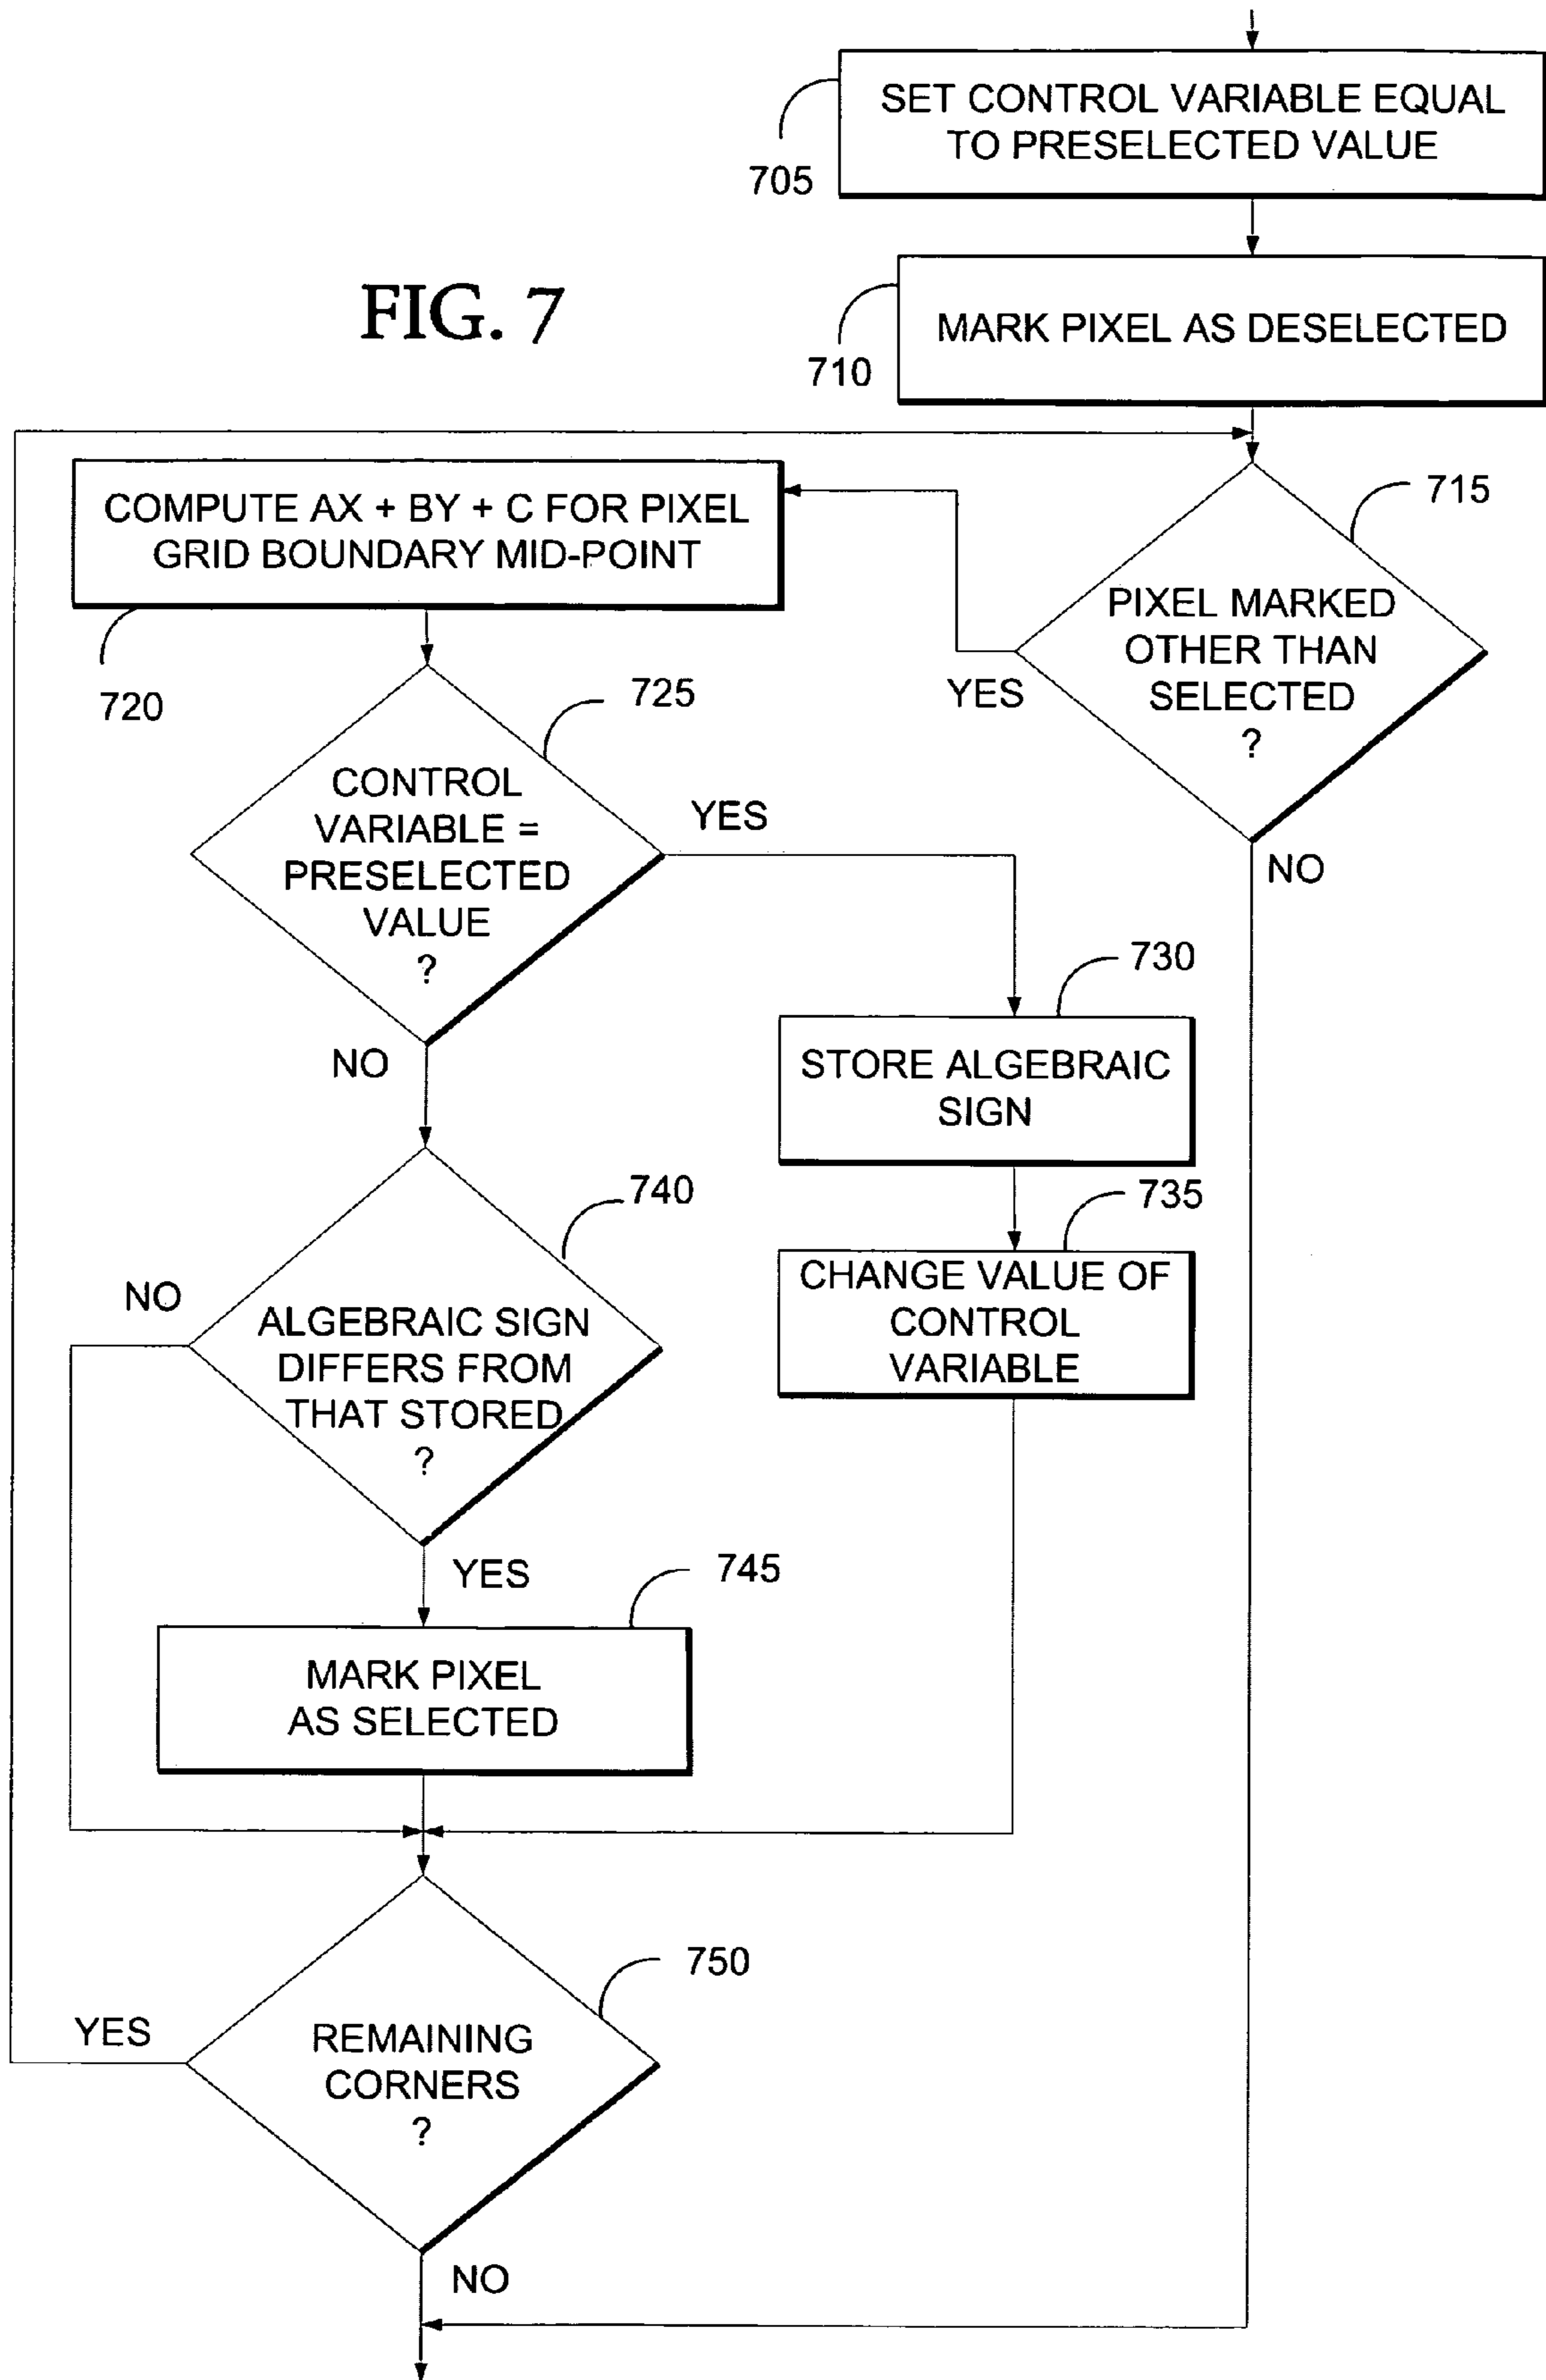 SET CONTROL VARIABLE EQUAL
TO PRESELECTED VALUE
705
FIG. 7
MARK PIXEL AS DESELECTED
710
715
COMPUTE AX + BY + C FOR PIXEL
GRID BOUNDARY MID-POINT
720
PIXEL MARKED
OTHER THAN
SELECTED
?
YES
NO
725
CONTROL
VARIABLE =
PRESELECTED
VALUE
?
YES
NO
730
STORE ALGEBRAIC
SIGN
735
CHANGE VALUE OF
CONTROL
VARIABLE
740
NO
ALGEBRAIC SIGN
DIFFERS FROM
THAT STORED
?
YES
745
MARK PIXEL
AS SELECTED
750
YES
REMAINING
CORNERS
?
NO